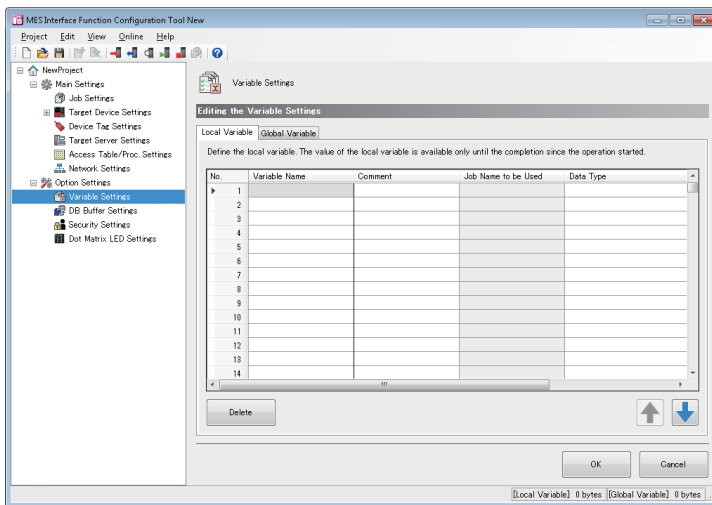 MES Interface Function Configuration Tool New
Project Edit View Online Help
NewProject
Main Settings
Job Settings
Target Device Settings
Device Tag Settings
Target Server Settings
Access Table/Proc. Settings
Network Settings
Option Settings
Variable Settings
DB Buffer Settings
Security Settings
Dot Matrix LED Settings
Variable Settings
Editing the Variable Settings
Local Variable Global Variable
Define the local variable. The value of the local variable is available only until the completion since the operation started.
No. Variable Name Comment Job Name to be Used Data Type
1
2
3
4
5
6
7
8
9
10
11
12
13
14
Delete
OK Cancel
[Local Variable] 0 bytes [Global Variable] 0 bytes